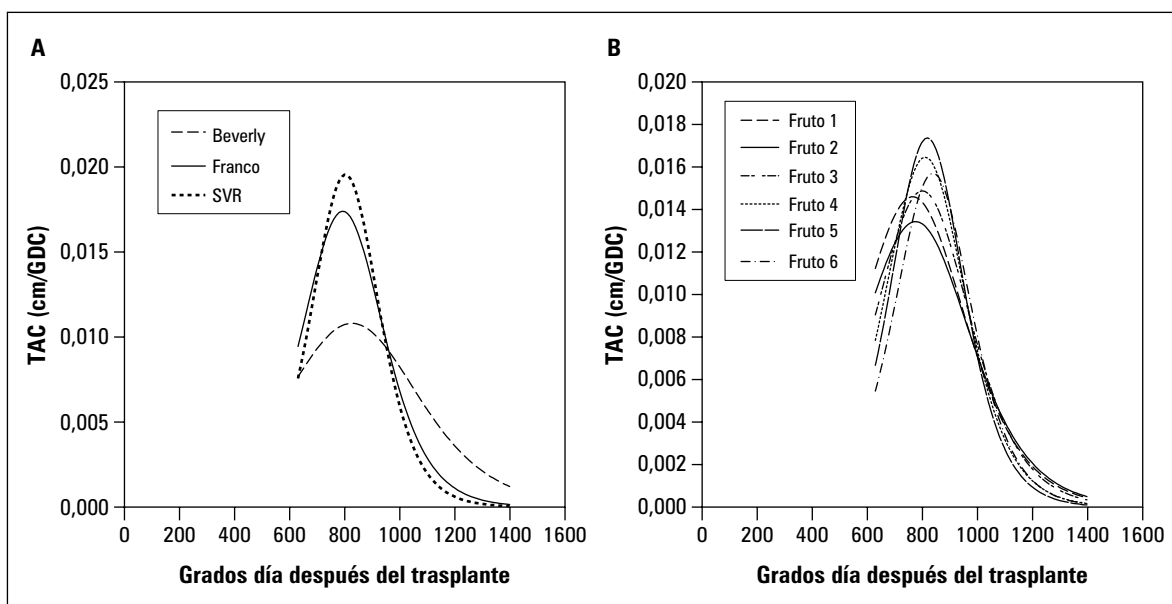 A
0,025
0,020
0,015
0,010
0,005
0,000
TAC (cm/GDC)
Beverly
Franco
SVR
0 200 400 600 800 1000 1200 1400 1600
Grados día después del trasplante
B
0,020
0,018
0,016
0,014
0,012
0,010
0,008
0,006
0,004
0,002
0,000
TAC (cm/GDC)
Fruto 1
Fruto 2
Fruto 3
Fruto 4
Fruto 5
Fruto 6
0 200 400 600 800 1000 1200 1400 1600
Grados día después del trasplante